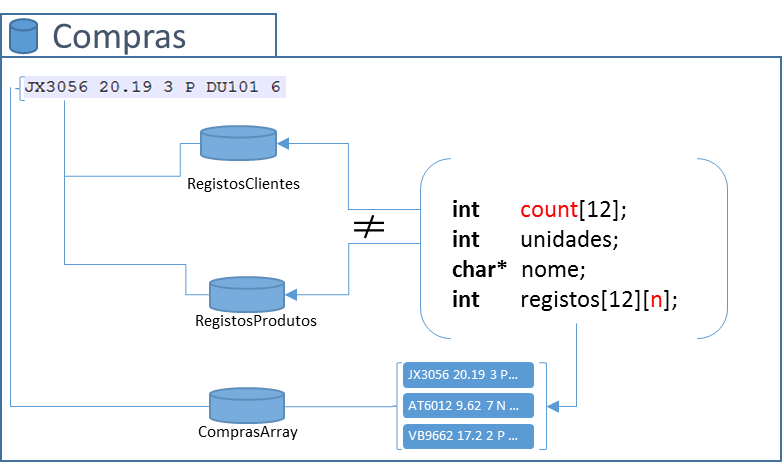 Compras
JX3056 20.19 3 P DU101 6
RegistosClientes
≠
int count[12];
int unidades;
char* nome;
int registos[12][n];
RegistosProdutos
JX3056 20.19 3 P...
AT6012 9.62 7 N ...
VB9662 17.2 2 P ...
ComprasArray